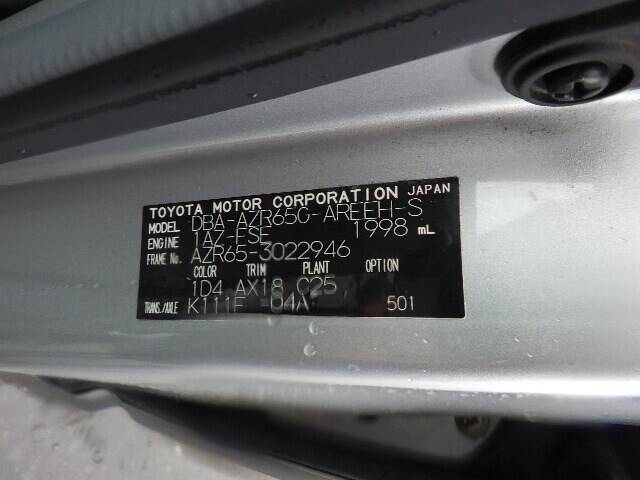 TOYOTA MOTOR CORPORATION JAPAN
MODEL DBA-AZR65G-AREEH-S
ENGINE 1AZ-FSE 1998 mL
FRAME No. AZR65-3022946
COLOR TRIM PLANT OPTION
1D4 AX18 C25
TRANS./AXLE K111F -04A 501